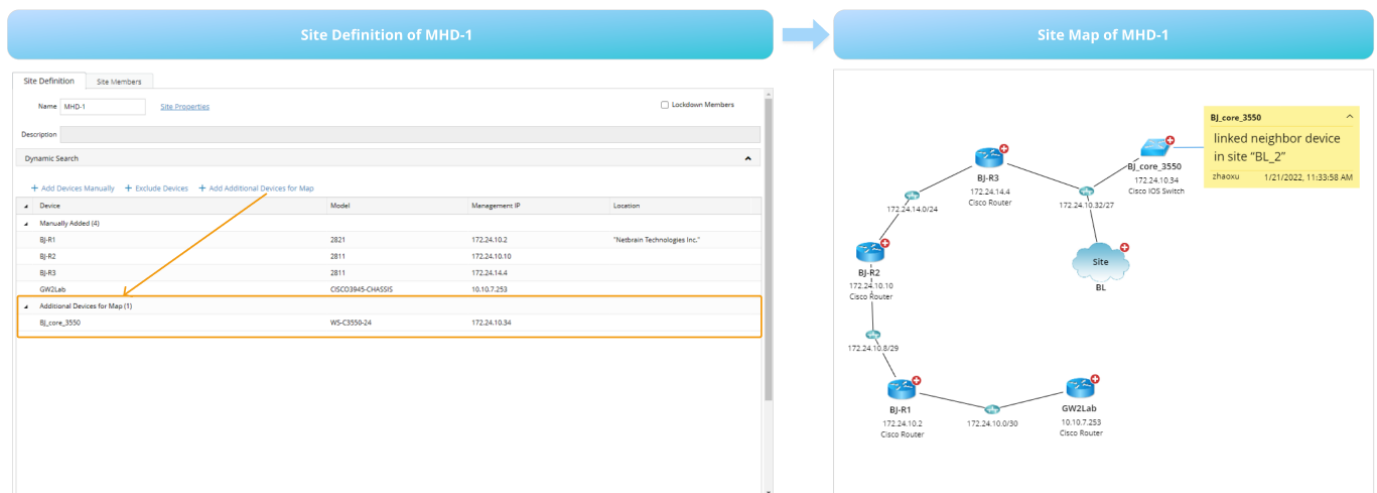 Site Definition of MHD-1
Site Map of MHD-1
Site Definition
Site Members
Name
MHD-1
Site Properties
Lockdown Members
Description
Dynamic Search
+ Add Devices Manually + Exclude Devices + Add Additional Devices for Map
Device Model Management IP Location
Manually Added (4)
BJ-R1 2821 172.24.10.2 "Netbrain Technologies Inc."
BJ-R2 2811 172.24.10.10
BJ-R3 2811 172.24.14.4
GW2Lab CISCO3945-CHASSIS 10.10.7.253
Additional Devices for Map (1)
BJ_core_3550 WS-C3550-24 172.24.10.34
BJ_core_3550
linked neighbor device
in site “BL_2”
zhaoxu 1/21/2022, 11:33:58 AM
BJ_core_3550
172.24.10.34
Cisco IOS Switch
BJ-R3
172.24.14.4
Cisco Router
172.24.14.0/24
172.24.10.32/27
Site
BL
BJ-R2
172.24.10.10
Cisco Router
172.24.10.8/29
BJ-R1
172.24.10.2
Cisco Router
172.24.10.0/30
GW2Lab
10.10.7.253
Cisco Router